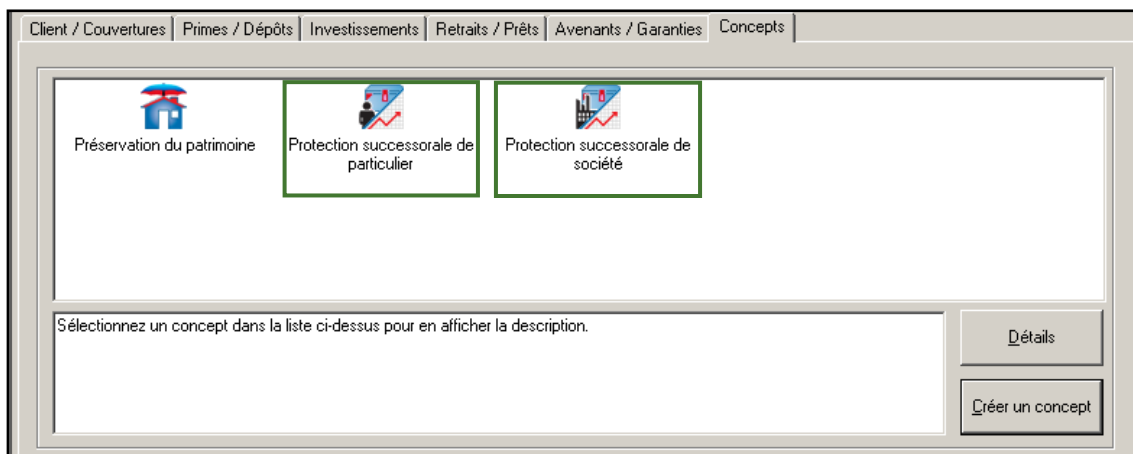 Client / Couvertures Primes / Dépôts Investissements Retraits / Prêts Avenants / Garanties Concepts
Préservation du patrimoine
Protection successorale de
particulier
Protection successorale de
société
Sélectionnez un concept dans la liste ci-dessus pour en afficher la description.
Détails
Créer un concept